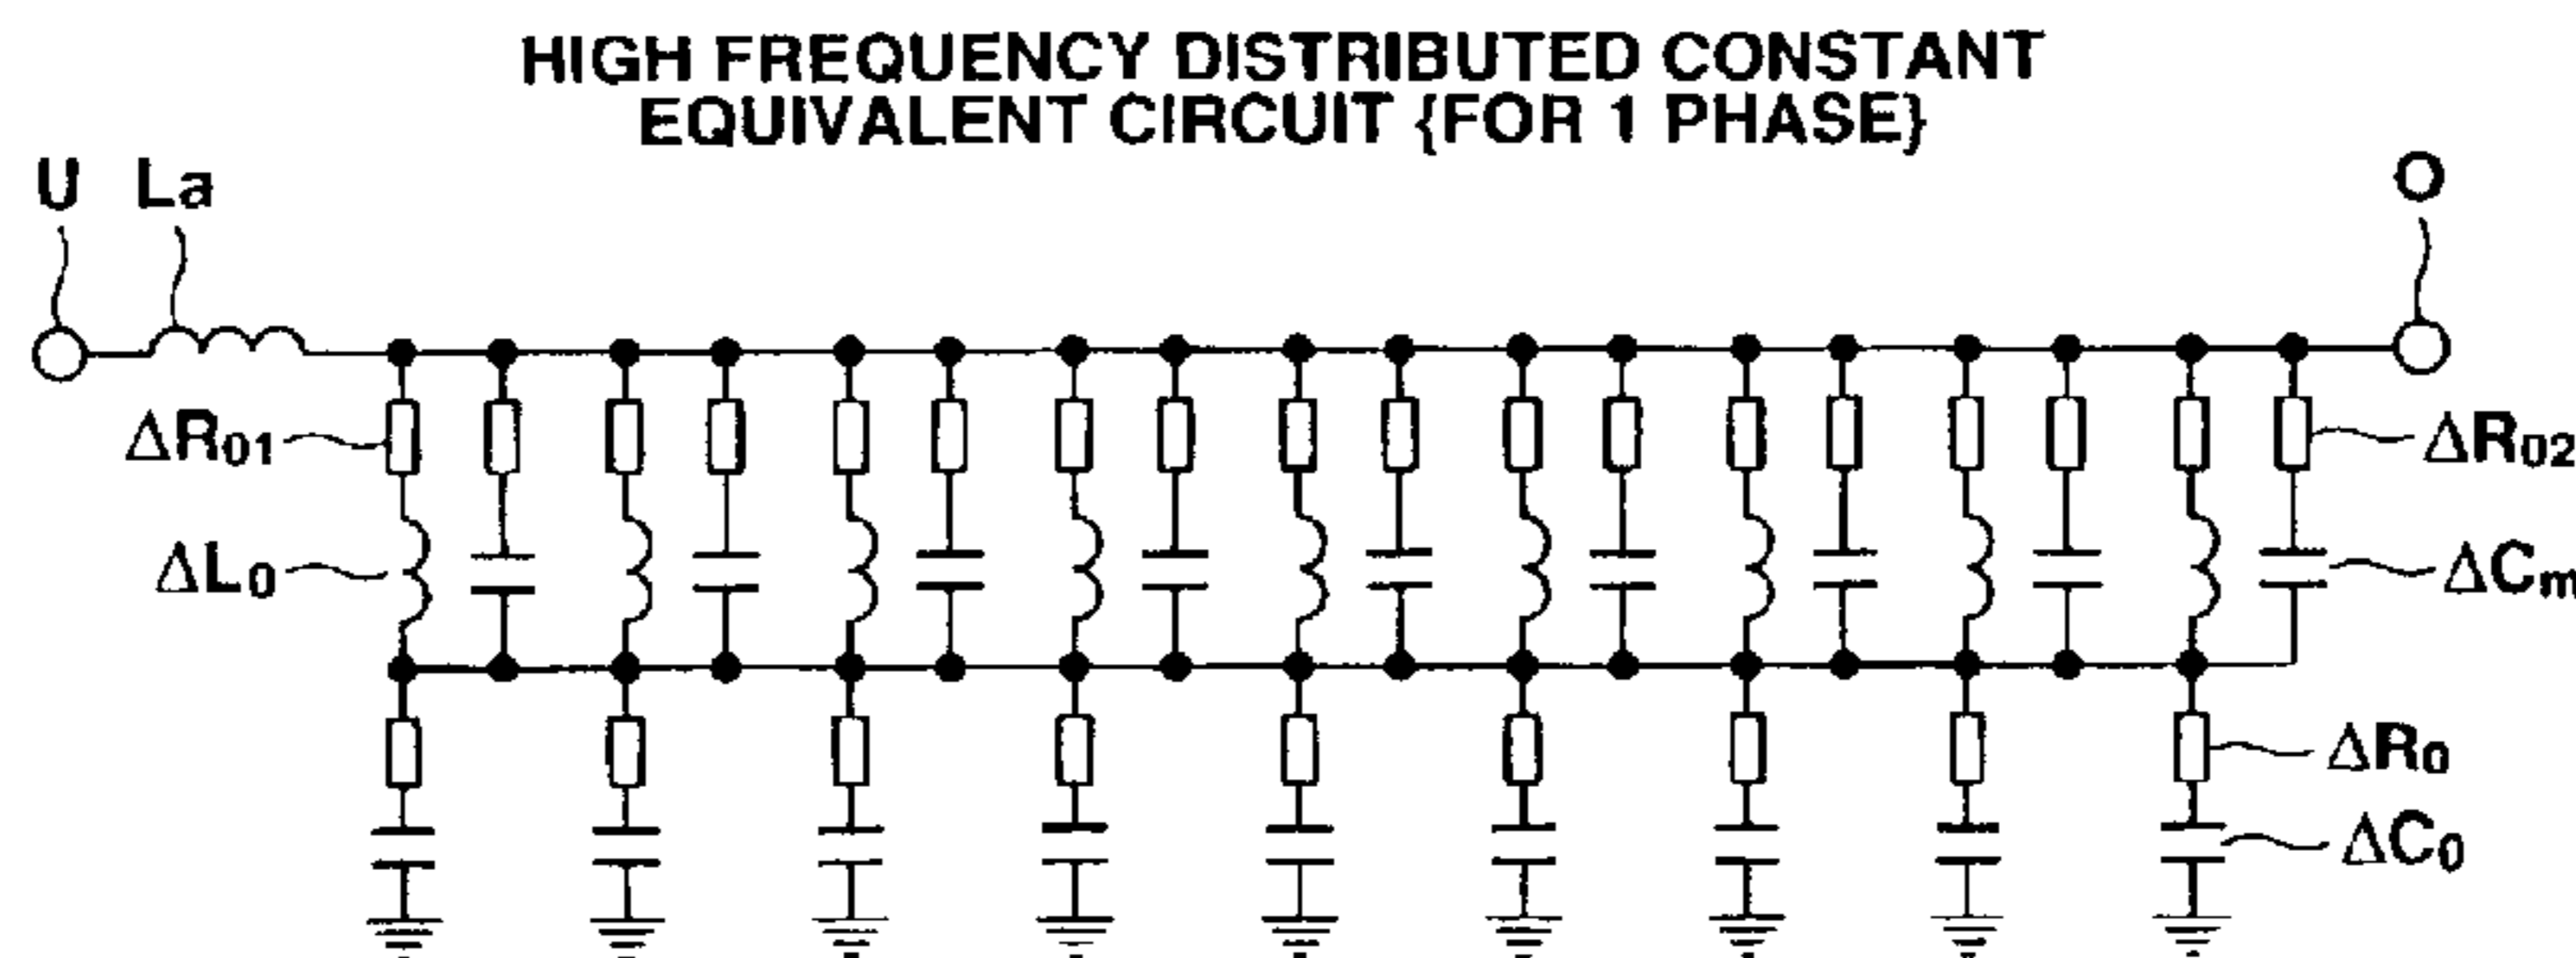 HIGH FREQUENCY DISTRIBUTED CONSTANT
EQUIVALENT CIRCUIT {FOR 1 PHASE}
U La O
ΔR01 ΔR02
ΔL0 ΔCm
ΔR0
ΔC0